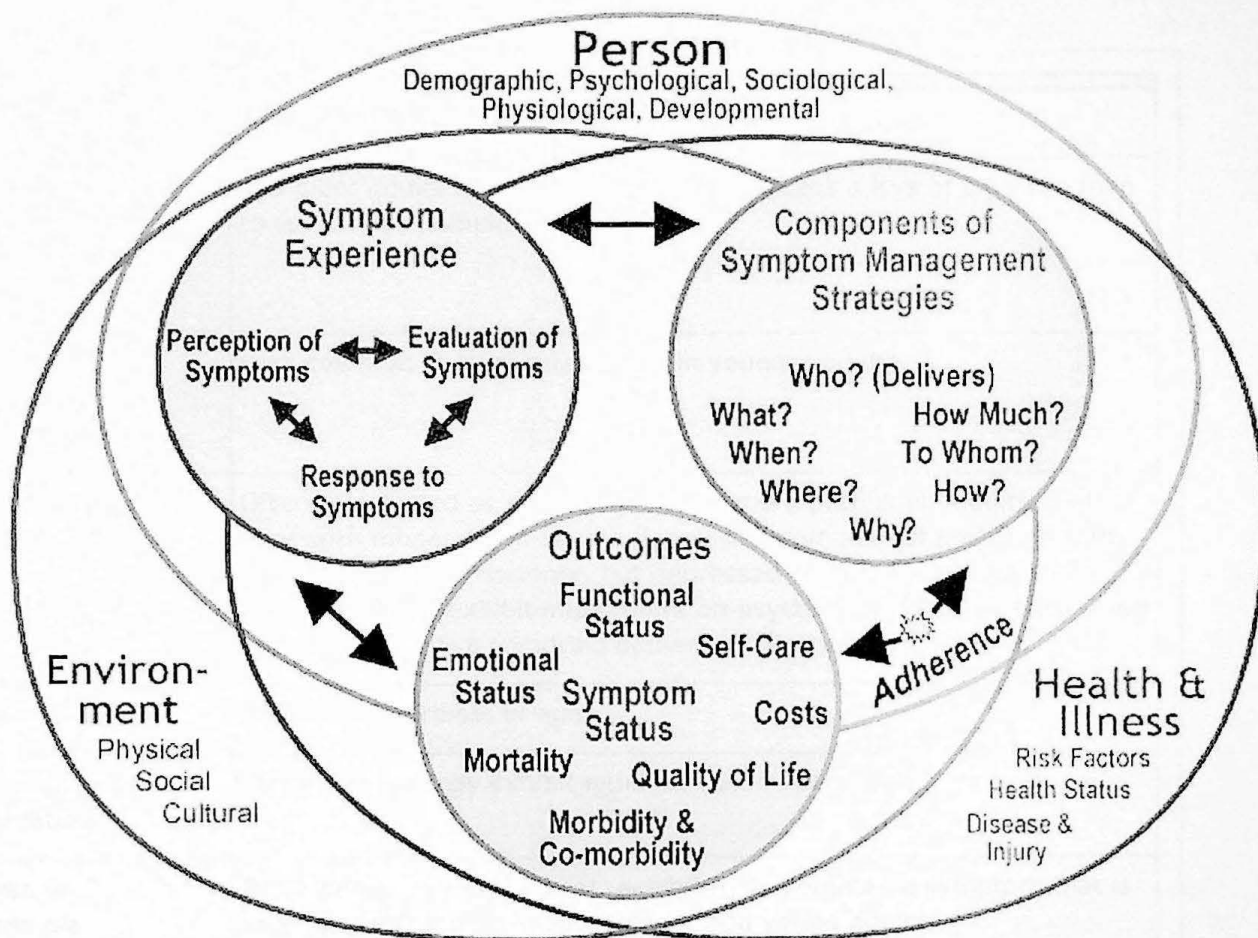 Person
Demographic, Psychological, Sociological,
Physiological, Developmental
Symptom
Experience
Perception of
Symptoms
Evaluation of
Symptoms
Response to
Symptoms
Components of
Symptom Management
Strategies
Who? (Delivers)
What?
How Much?
When?
To Whom?
Where?
How?
Why?
Outcomes
Functional
Status
Self-Care
Emotional
Status
Symptom
Status
Costs
Mortality
Quality of Life
Morbidity &
Co-morbidity
Adherence
Environ-
ment
Physical
Social
Cultural
Health &
Illness
Risk Factors
Health Status
Disease &
Injury